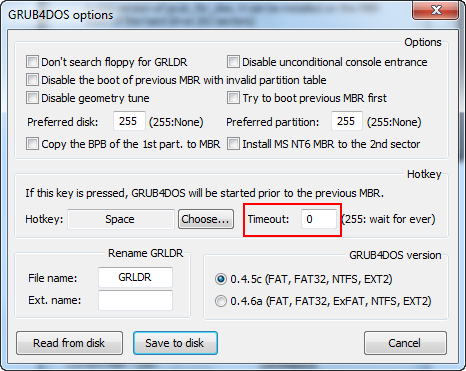 GRUB4DOS options
Options
Don't search floppy for GRLDR Disable unconditional console entrance
Disable the boot of previous MBR with invalid partition table
Disable geometry tune Try to boot previous MBR first
Preferred disk: 255 (255:None) Preferred partition: 255 (255:None)
Copy the BPB of the 1st part. to MBR Install MS NT6 MBR to the 2nd sector
Hotkey
If this key is pressed, GRUB4DOS will be started prior to the previous MBR.
Hotkey: Space Choose... Timeout: 0 (255: wait for ever)
Rename GRLDR GRUB4DOS version
File name: GRLDR 0.4.5c (FAT, FAT32, NTFS, EXT2)
Ext. name: 0.4.6a (FAT, FAT32, ExFAT, NTFS, EXT2)
Read from disk Save to disk Cancel